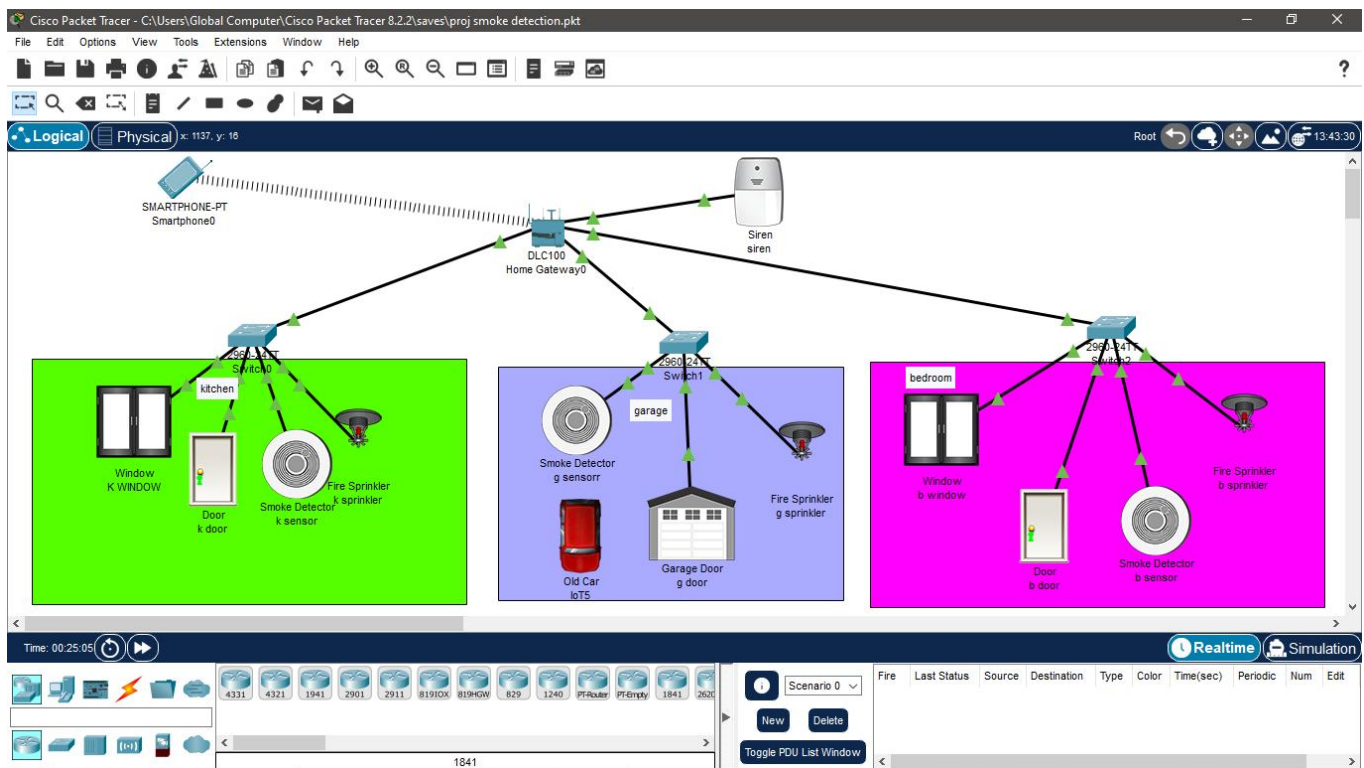 Cisco Packet Tracer - C:\Users\Global Computer\Cisco Packet Tracer 8.2.2\saves\proj smoke detection.pkt
File Edit Options View Tools Extensions Window Help
?
Logical Physical x: 1137, y: 16 Root 13:43:30
SMARTPHONE-PT
Smartphone0
Siren
siren
DLC100
Home Gateway0
2960-24TT
Switch0
2960-24TT
Switch1
2960-24TT
Switch2
kitchen
Window
K WINDOW
Door
k door
Smoke Detector
k sensor
Fire Sprinkler
k sprinkler
garage
Smoke Detector
g sensorr
Old Car
IoT5
Garage Door
g door
Fire Sprinkler
g sprinkler
bedroom
Window
b window
Door
b door
Smoke Detector
b sensor
Fire Sprinkler
b sprinkler
Time: 00:25:05 Realtime Simulation
4331 4321 1941 2901 2911 819IOX 819HGW 829 1240 PT-Router PT-Empty 1841
1841
Scenario 0
New Delete
Toggle PDU List Window
Fire Last Status Source Destination Type Color Time(sec) Periodic Num Edit